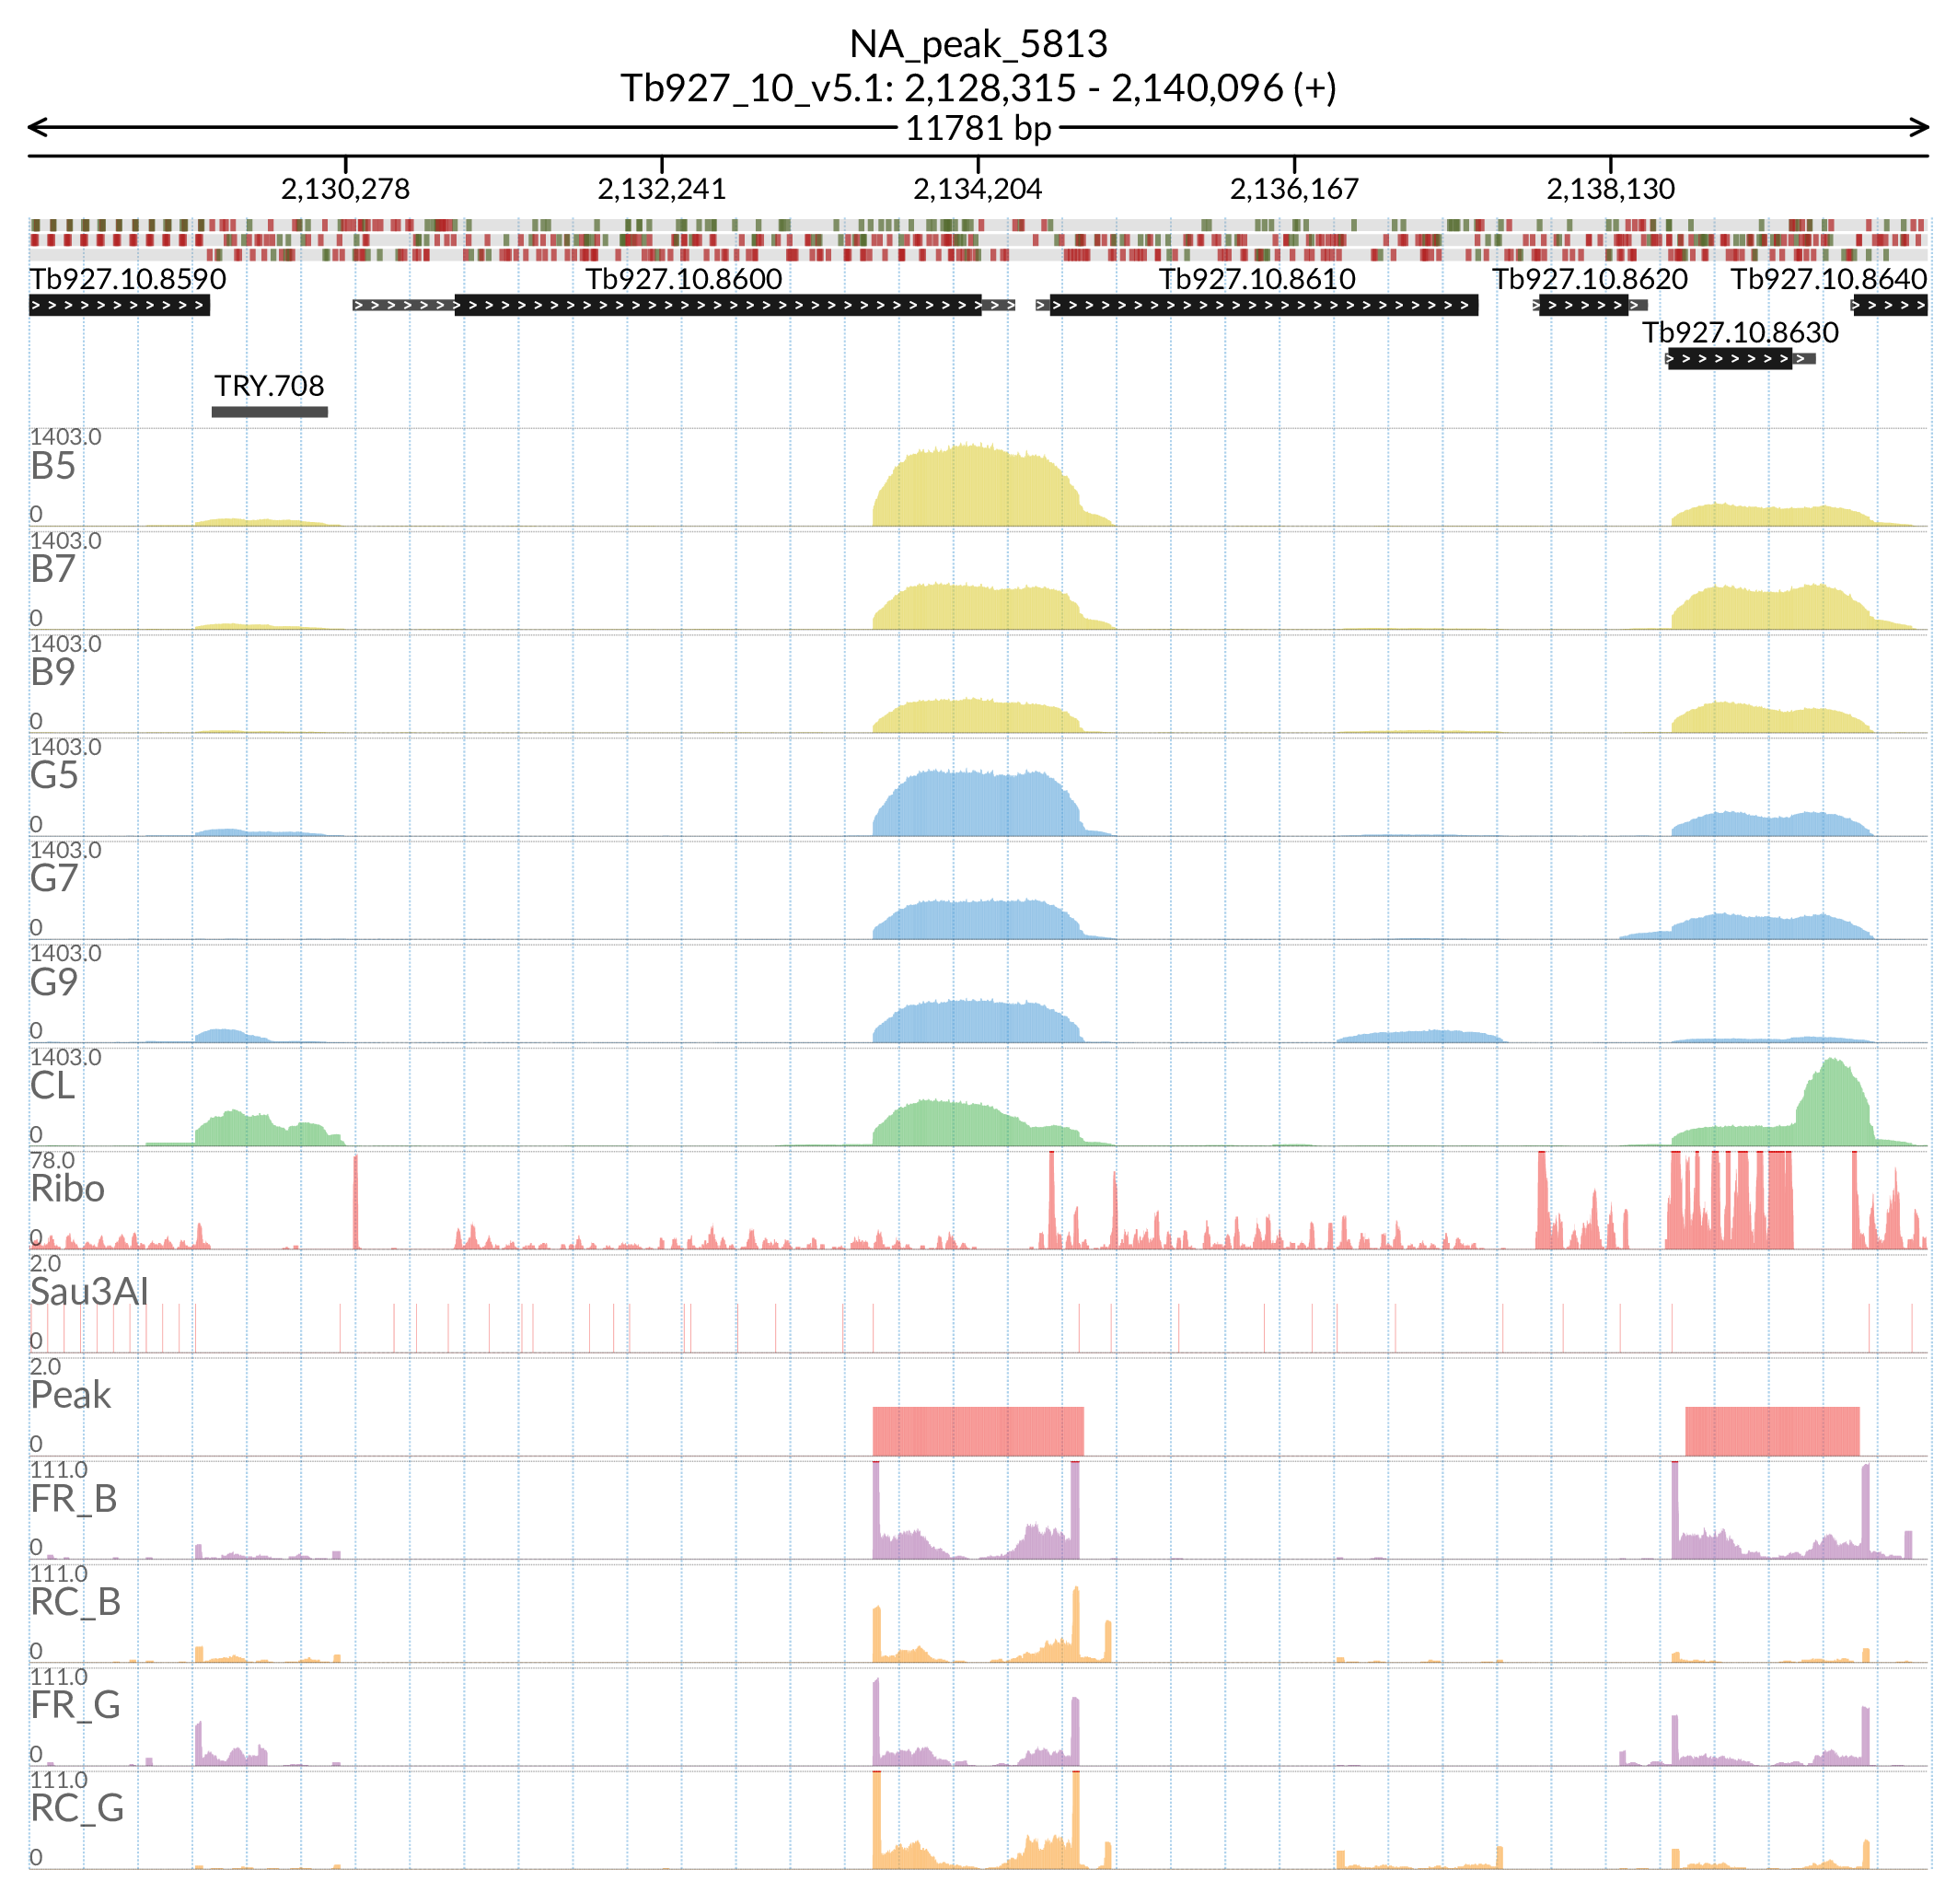 NA_peak_5813
Tb927_10_v5.1: 2,128,315 - 2,140,096 (+)
11781 bp
2,130,278 2,132,241 2,134,204 2,136,167 2,138,130
Tb927.10.8590 Tb927.10.8600 Tb927.10.8610 Tb927.10.8620 Tb927.10.8640
Tb927.10.8630
TRY.708
1403.0
B5
0
1403.0
B7
0
1403.0
B9
0
1403.0
G5
0
1403.0
G7
0
1403.0
G9
0
1403.0
CL
0
78.0
Ribo
0
2.0
Sau3AI
0
2.0
Peak
0
111.0
FR_B
0
111.0
RC_B
0
111.0
FR_G
0
111.0
RC_G
0